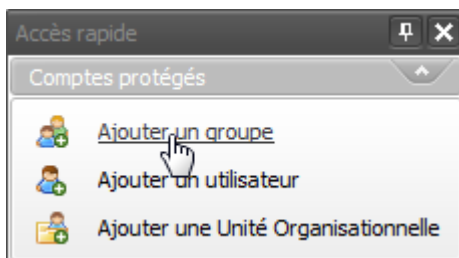 Accès rapide
Comptes protégés
Ajouter un groupe
Ajouter un utilisateur
Ajouter une Unité Organisationnelle